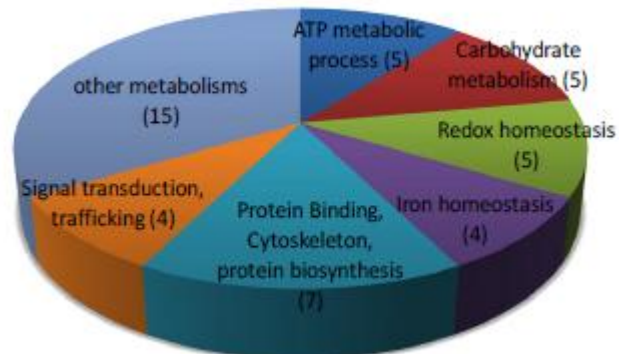 ATP metabolic
process (5)
Carbohydrate
metabolism (5)
Redox homeostasis
(5)
Iron homeostasis
(4)
Protein Binding,
Cytoskeleton,
protein biosynthesis
(7)
Signal transduction,
trafficking (4)
other metabolisms
(15)